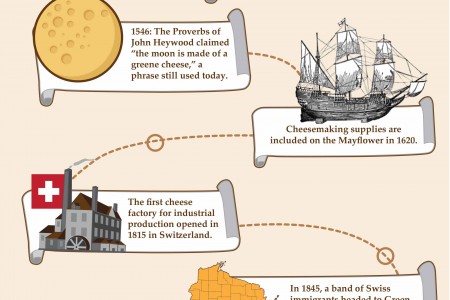 1546: The Proverbs of
John Heywood claimed
“the moon is made of a
greene cheese,” a
phrase still used today.
Cheesemaking supplies are
included on the Mayflower in 1620.
The first cheese
factory for industrial
production opened in
1815 in Switzerland.
In 1845, a band of Swiss
immigrants headed to Green